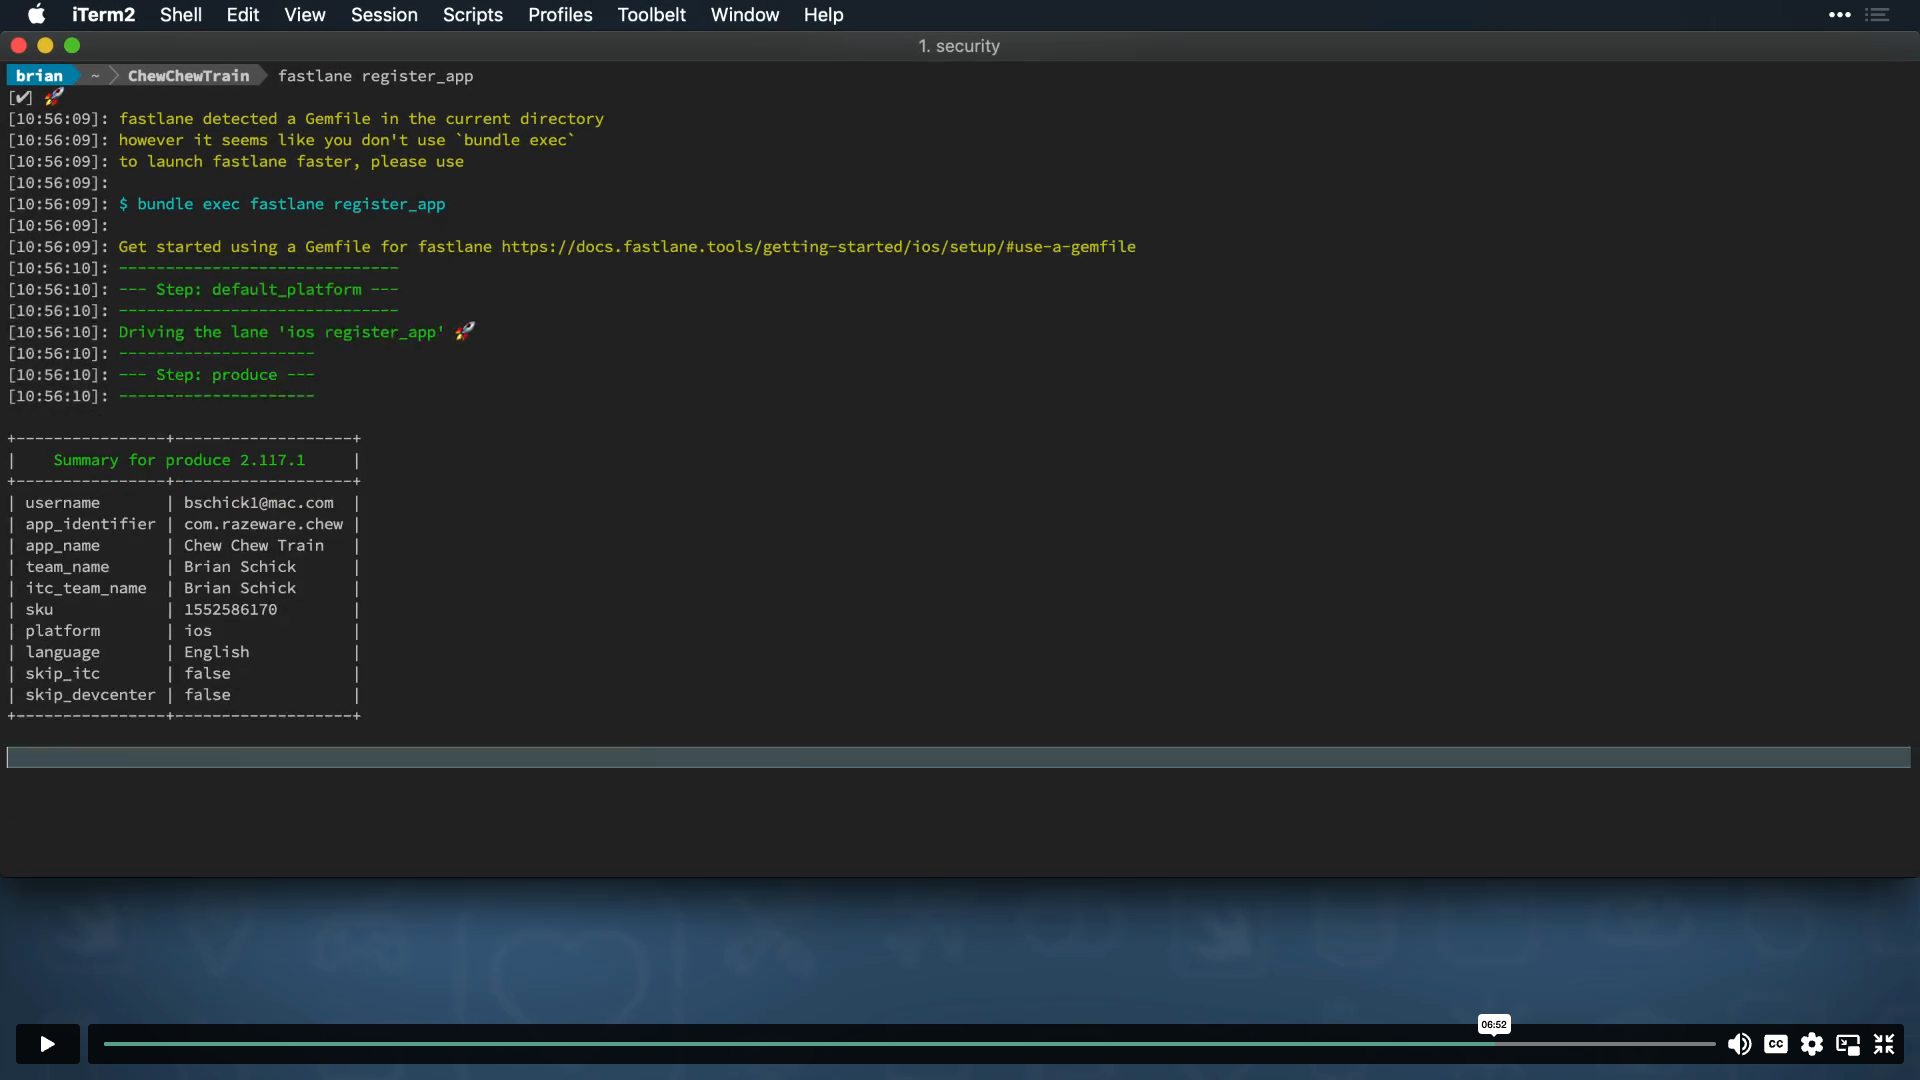 iTerm2 Shell Edit View Session Scripts Profiles Toolbelt Window Help
1. security
brian ~ ChewChewTrain fastlane register_app
[✔] 🚀
[10:56:09]: fastlane detected a Gemfile in the current directory
[10:56:09]: however it seems like you don't use `bundle exec`
[10:56:09]: to launch fastlane faster, please use
[10:56:09]:
[10:56:09]: $ bundle exec fastlane register_app
[10:56:09]:
[10:56:09]: Get started using a Gemfile for fastlane https://docs.fastlane.tools/getting-started/ios/setup/#use-a-gemfile
[10:56:10]: ------------------------------
[10:56:10]: --- Step: default_platform ---
[10:56:10]: ------------------------------
[10:56:10]: Driving the lane 'ios register_app' 🚀
[10:56:10]: ---------------------
[10:56:10]: --- Step: produce ---
[10:56:10]: ---------------------
+----------------+-------------------+
|    Summary for produce 2.117.1     |
+----------------+-------------------+
| username       | bschick1@mac.com  |
| app_identifier | com.razeware.chew |
| app_name       | Chew Chew Train   |
| team_name      | Brian Schick      |
| itc_team_name  | Brian Schick      |
| sku            | 1552586170        |
| platform       | ios               |
| language       | English           |
| skip_itc       | false             |
| skip_devcenter | false             |
+----------------+-------------------+
06:52
CC